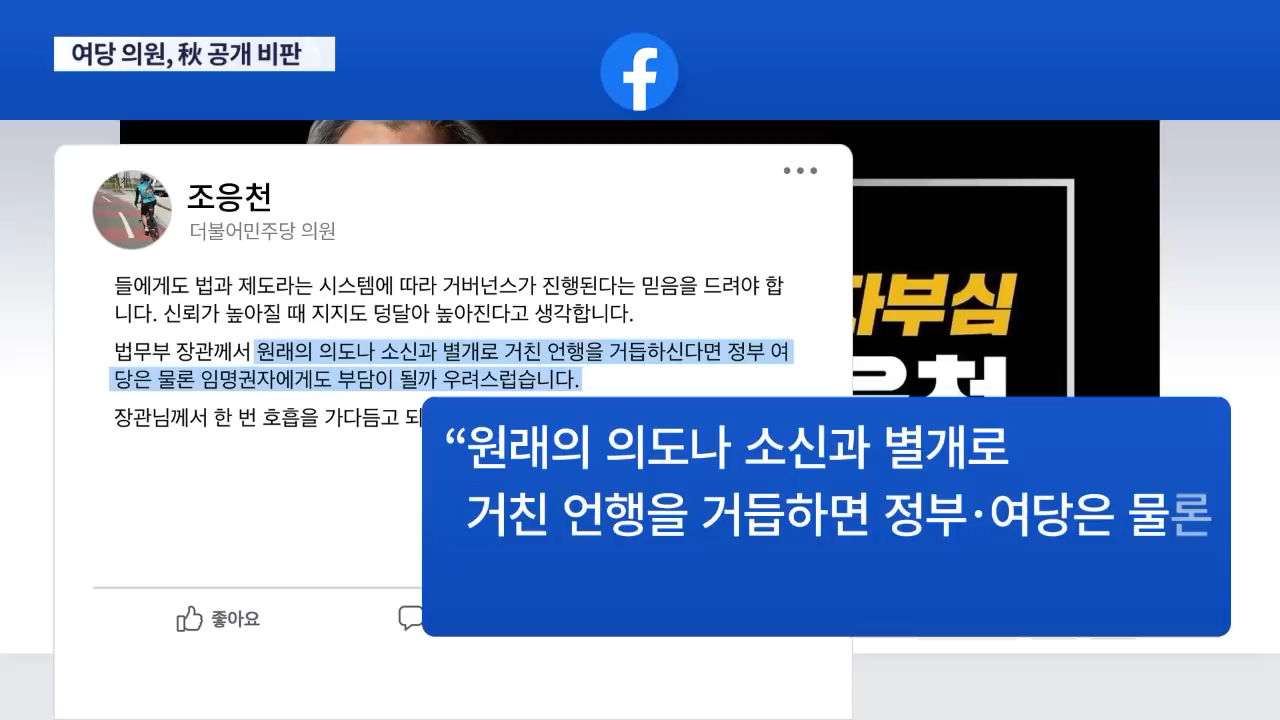 여당 의원, 秋 공개 비판
조응천
더불어민주당 의원
들에게도 법과 제도라는 시스템에 따라 거버넌스가 진행된다는 믿음을 드려야 합
니다. 신뢰가 높아질 때 지지도 덩달아 높아진다고 생각합니다.
법무부 장관께서 원래의 의도나 소신과 별개로 거친 언행을 거듭하신다면 정부 여
당은 물론 임명권자에게도 부담이 될까 우려스럽습니다.
장관님께서 한 번 호흡을 가다듬고
부심
“원래의 의도나 소신과 별개로
거친 언행을 거듭하면 정부·여당은 물론
좋아요